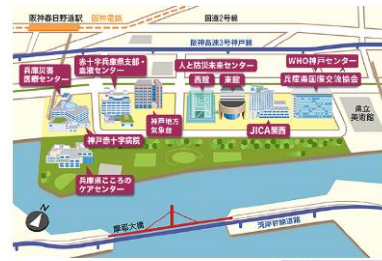 阪神春日野道駅
阪神電鉄
国道2号線
阪神高速3号神戸線
赤十字兵庫県支部・
血液センター
人と防災未来センター
WHO神戸センター
兵庫災害
医療センター
西館
東館
兵庫県国際交流協会
県立
美術館
神戸地方
気象台
神戸赤十字病院
JICA関西
兵庫県こころの
ケアセンター
摩耶大橋
湾岸幹線道路